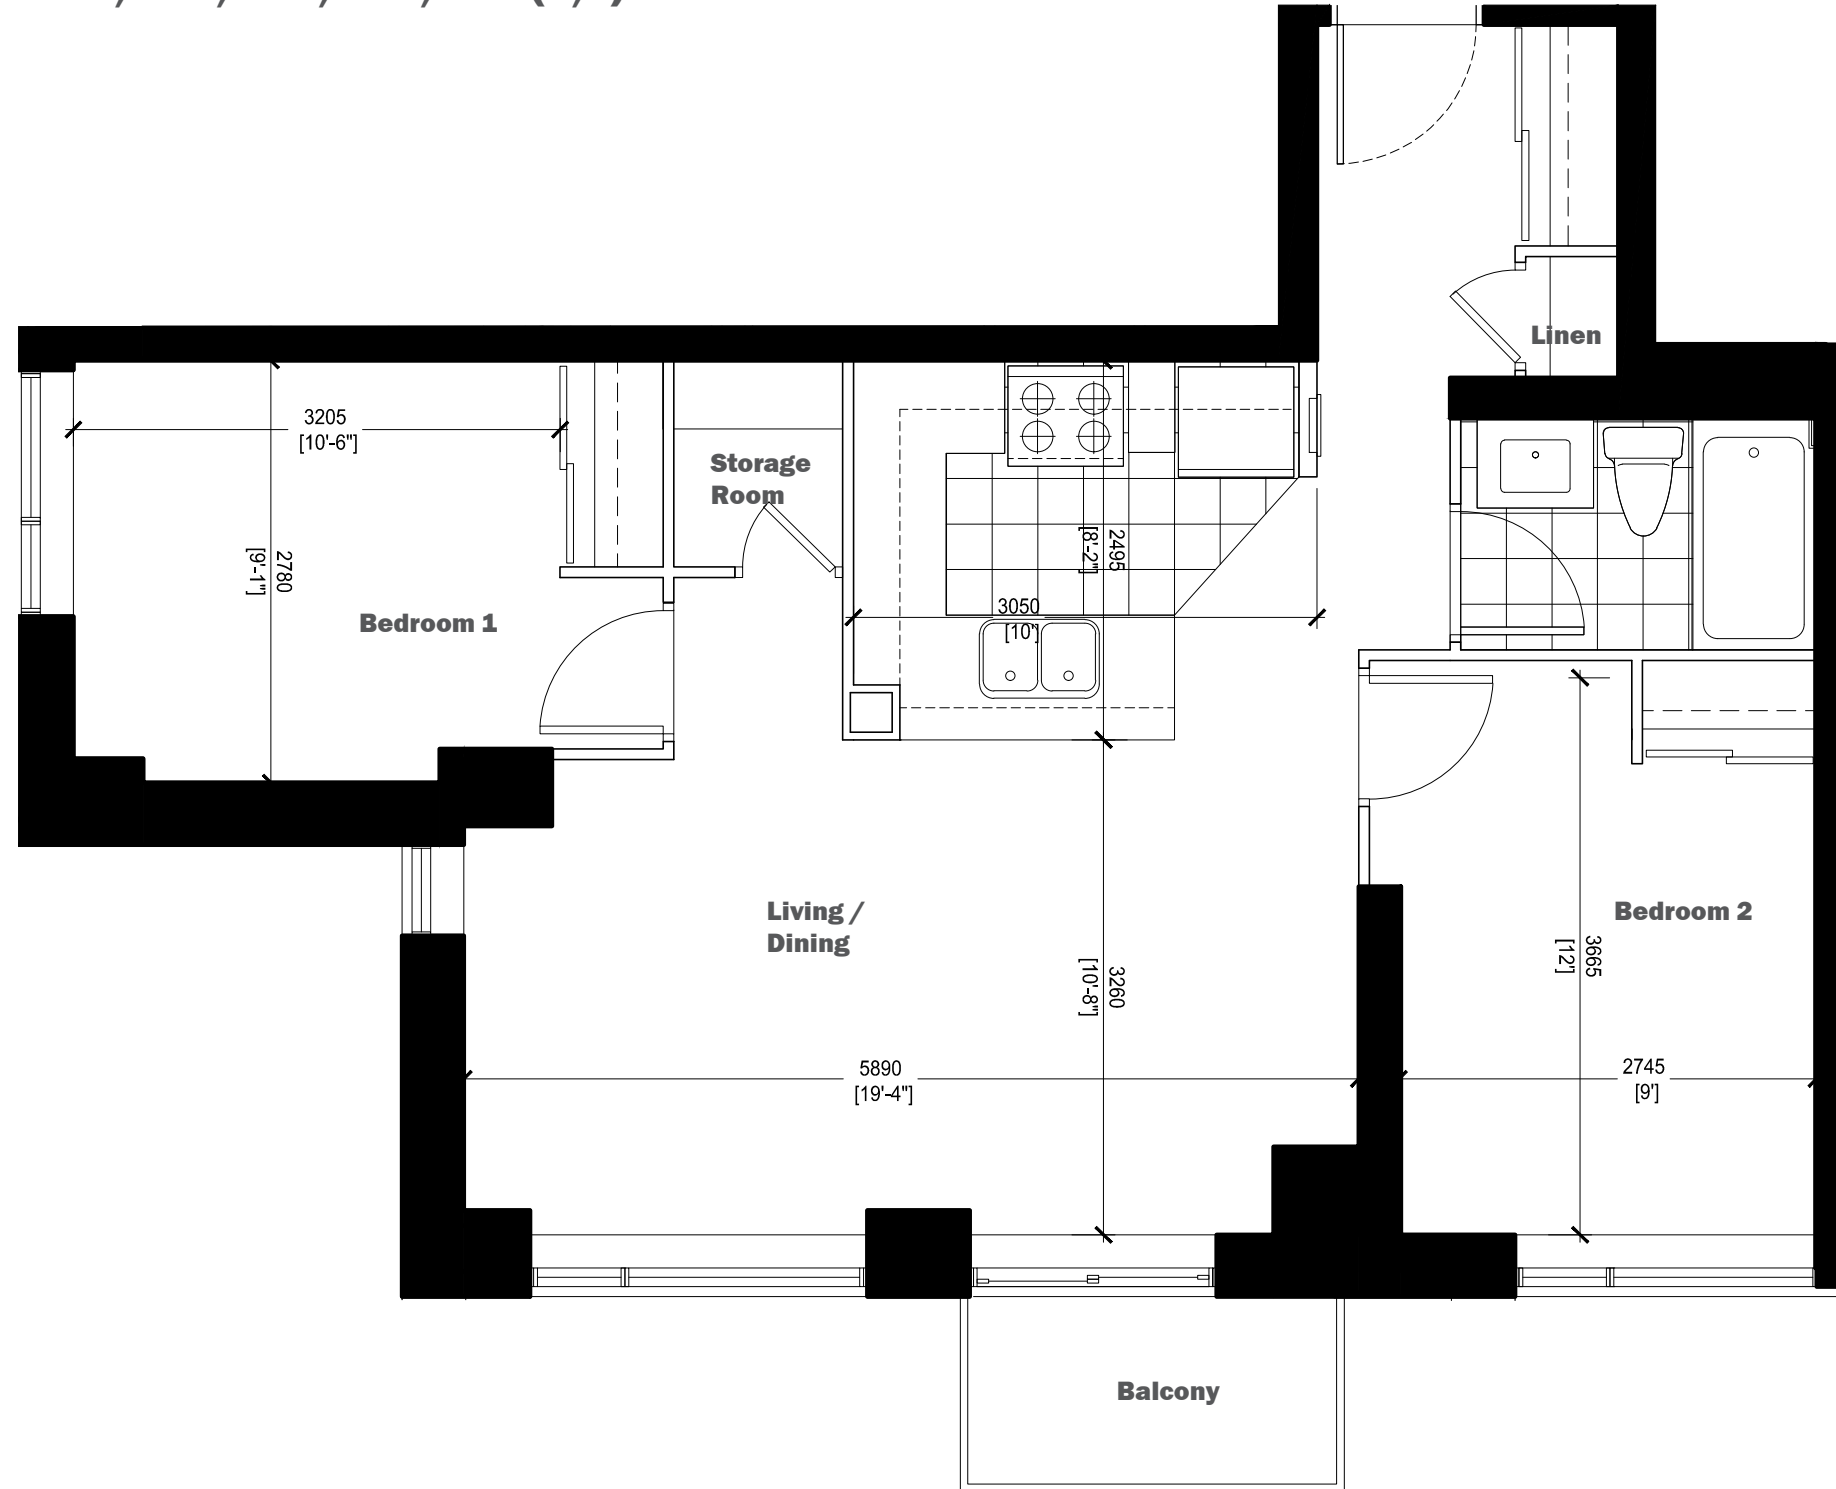 Linen
3205
[10'-6"]
Storage
Room
2495
[8'-2"]
2780
[9'-1"]
3050
[10']
Bedroom 1
Living /
Dining
Bedroom 2
3665
[12']
3260
[10'-8"]
5890
[19'-4"]
2745
[9']
Balcony